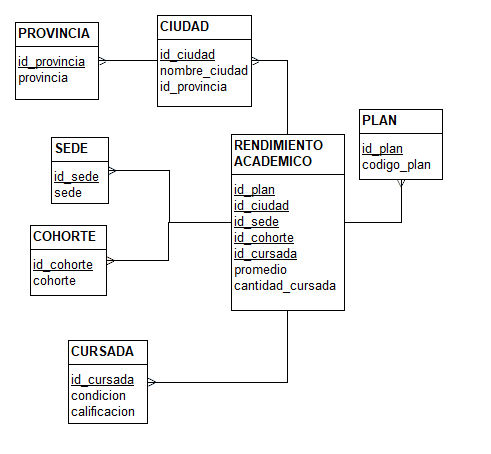 PROVINCIA
id_provincia
provincia
CIUDAD
id_ciudad
nombre_ciudad
id_provincia
PLAN
id_plan
codigo_plan
SEDE
id_sede
sede
RENDIMIENTO
ACADEMICO
id_plan
id_ciudad
id_sede
id_cohorte
id_cursada
promedio
cantidad_cursada
COHORTE
id_cohorte
cohorte
CURSADA
id_cursada
condicion
calificacion